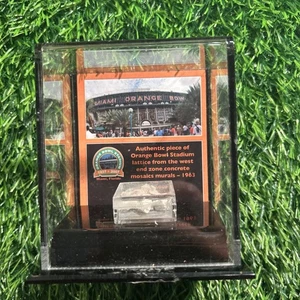 MIAMI ORANGE BOWL
Authentic piece of
Orange Bowl Stadium
lattice from the west
end zone concrete
mosaics murals – 1963